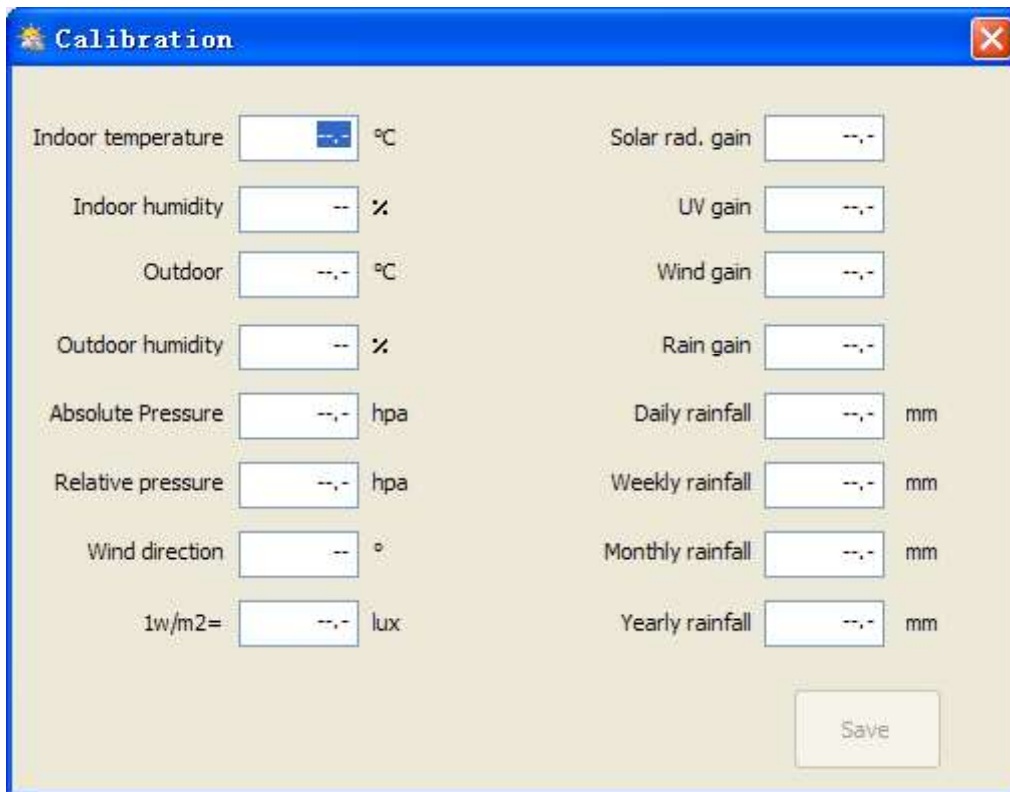 Calibration
Indoor temperature --.- ºC Solar rad. gain --.-
Indoor humidity -- % UV gain --.-
Outdoor --.- ºC Wind gain --.-
Outdoor humidity -- % Rain gain --.-
Absolute Pressure --.- hpa Daily rainfall --.- mm
Relative pressure --.- hpa Weekly rainfall --.- mm
Wind direction -- º Monthly rainfall --.- mm
1w/m2= --.- lux Yearly rainfall --.- mm
Save